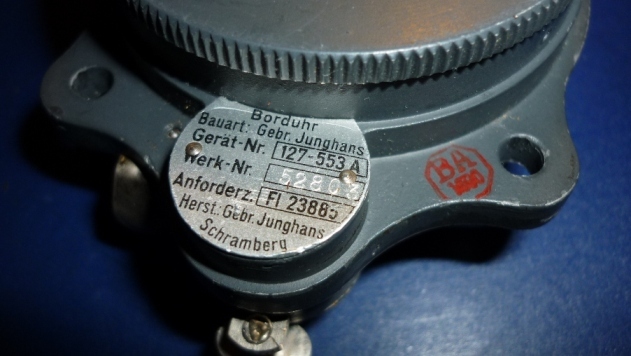 Borduhr
Bauart: Gebr. Junghans
Gerät-Nr. 127-553 A
Werk-Nr.
Anforderz. Fl 23885
Herst: Gebr. Junghans
Schramberg
BA